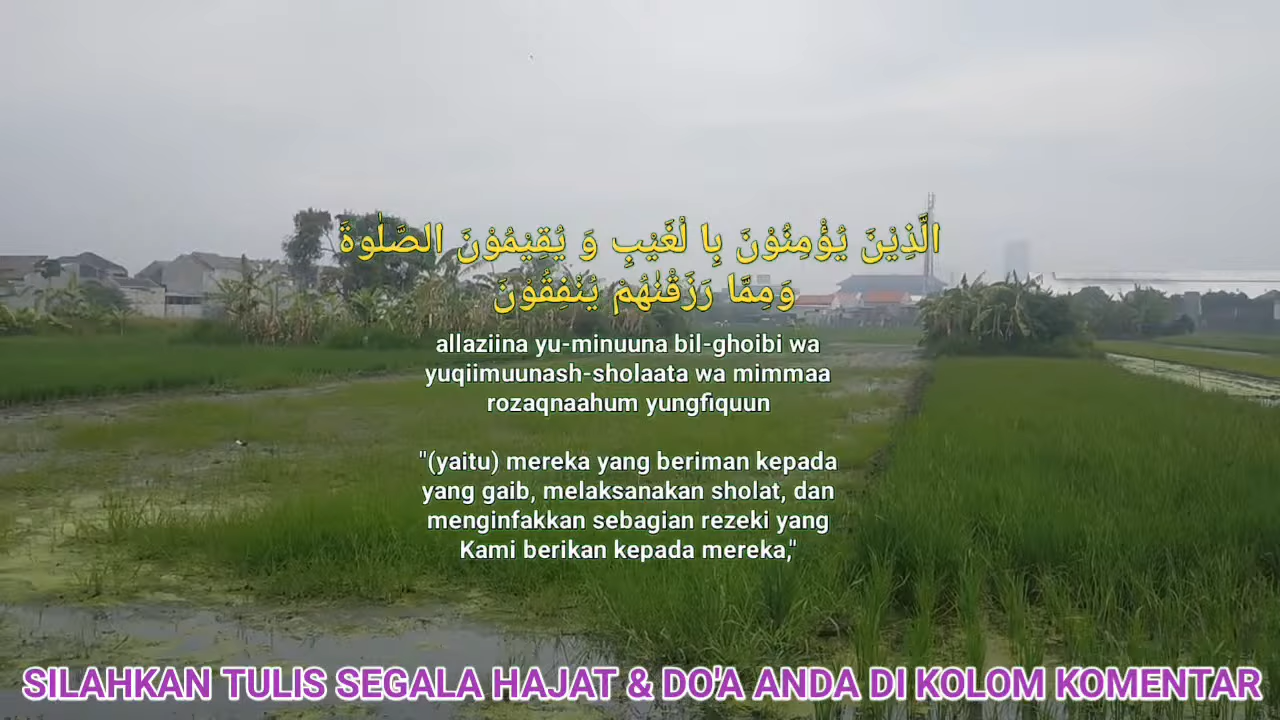 الَّذِيْنَ يُؤْمِنُوْنَ بِا لْغَيْبِ وَ يُقِيْمُوْنَ الصَّلٰوةَ
وَمِمَّا رَزَقْنٰهُمْ يُنْفِقُوْنَ
allaziina yu-minuuna bil-ghoibi wa
yuqiimuunash-sholaata wa mimmaa
rozaqnaahum yungfiquun
"(yaitu) mereka yang beriman kepada
yang gaib, melaksanakan sholat, dan
menginfakkan sebagian rezeki yang
Kami berikan kepada mereka,"
SILAHKAN TULIS SEGALA HAJAT & DO'A ANDA DI KOLOM KOMENTAR